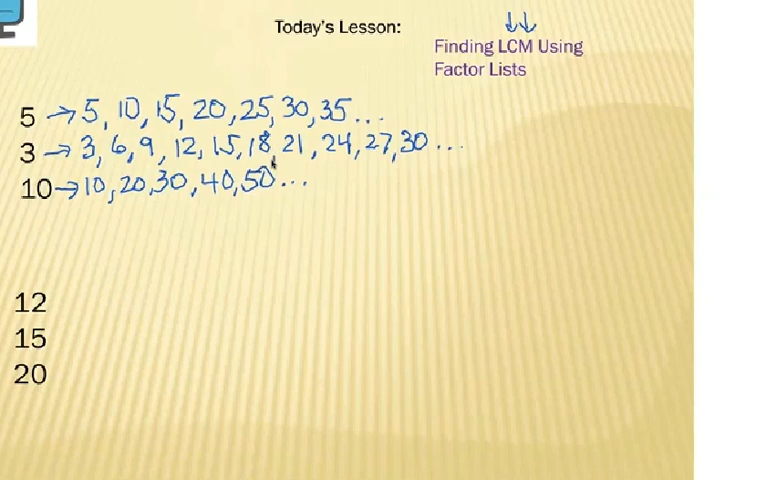 Today's Lesson:
Finding LCM Using
Factor Lists
5 → 5, 10, 15, 20, 25, 30, 35...
3 → 3, 6, 9, 12, 15, 18, 21, 24, 27, 30...
10 → 10, 20, 30, 40, 50...
12
15
20